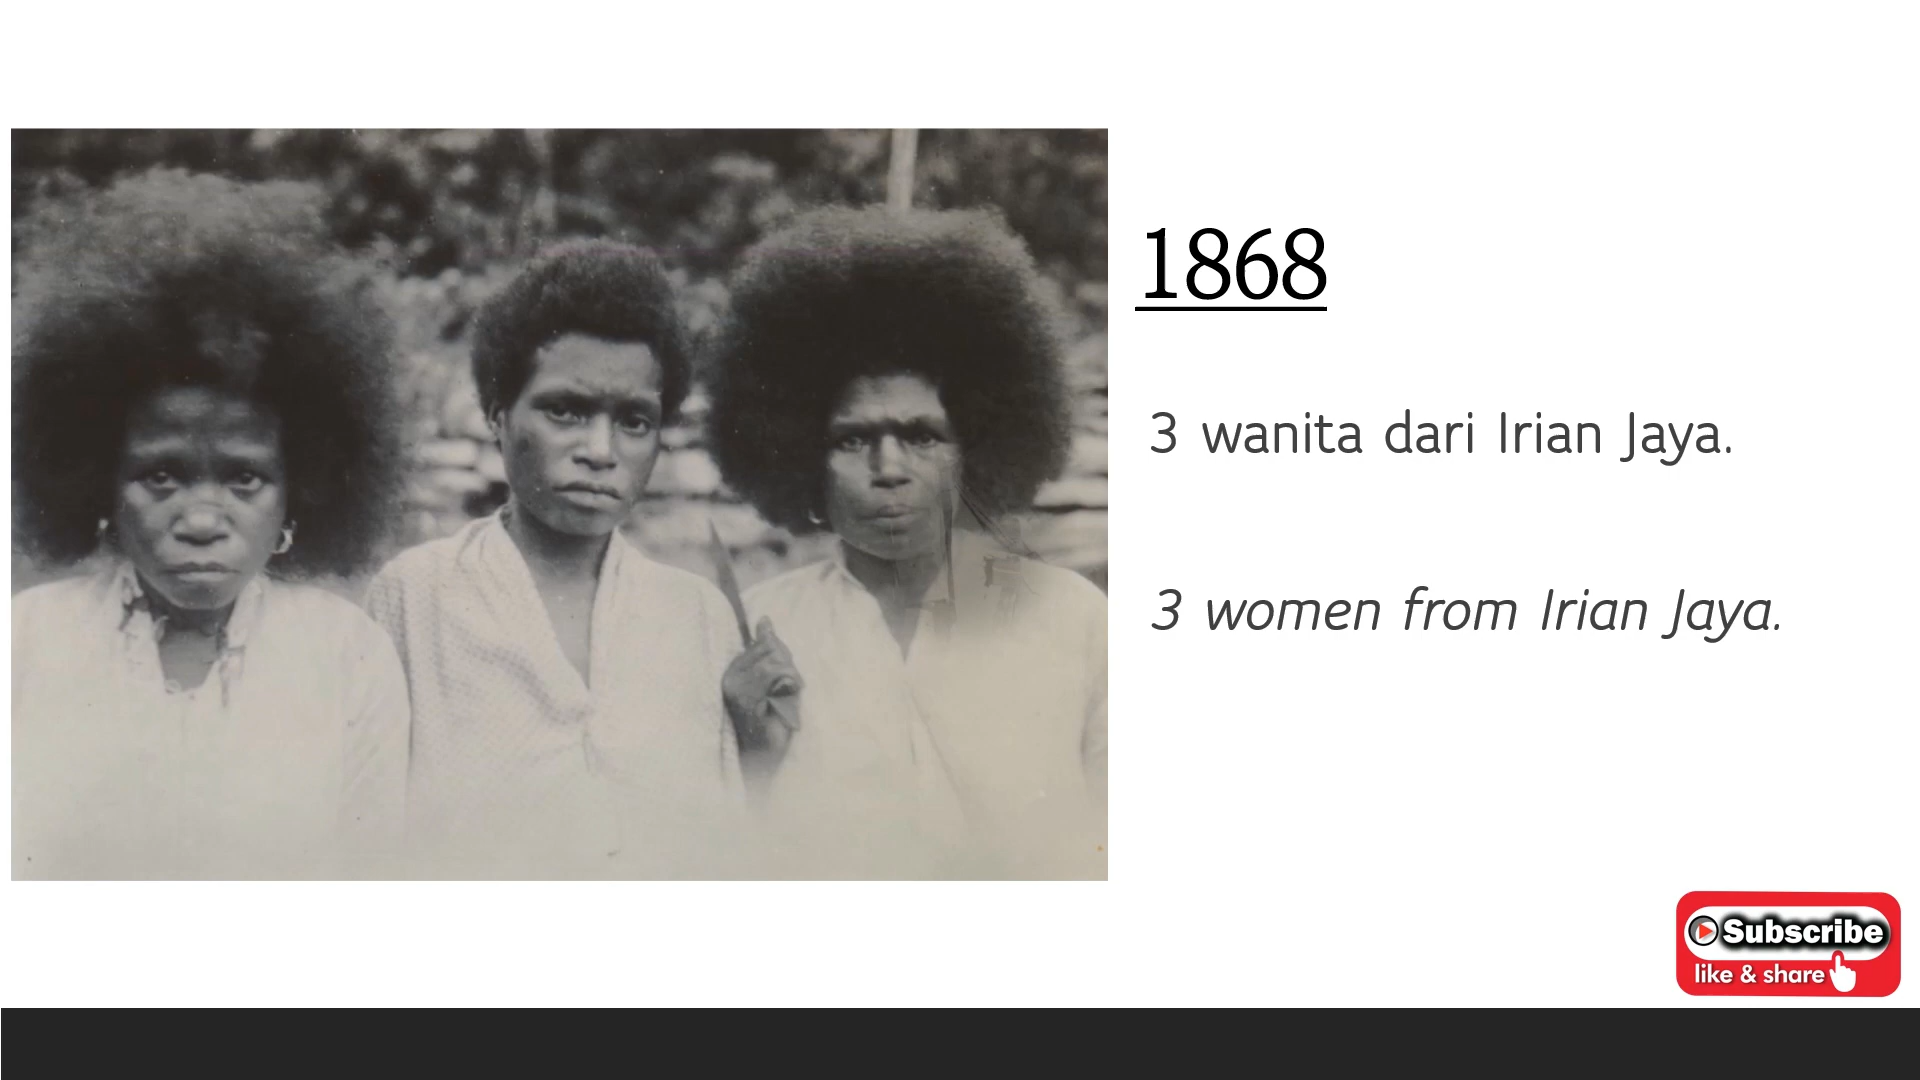 1868
3 wanita dari Irian Jaya.
3 women from Irian Jaya.
Subscribe
like & share